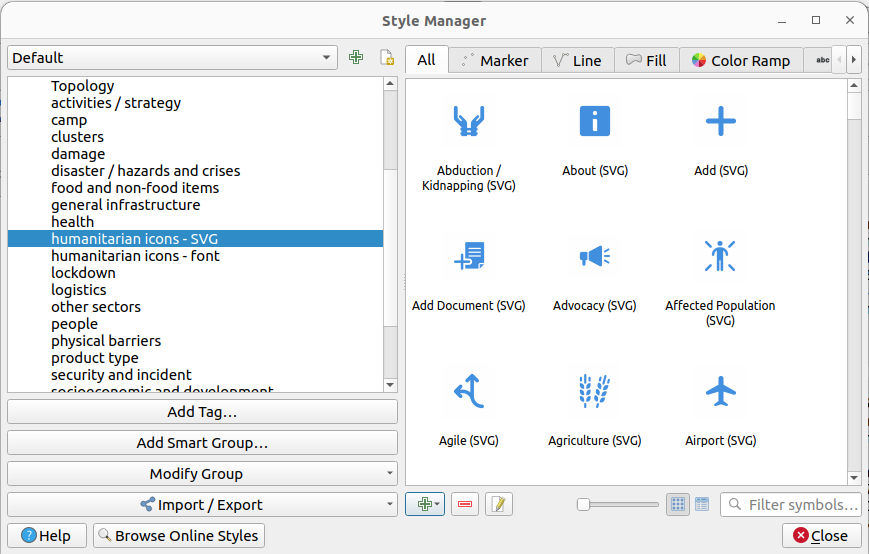 Style Manager
Default
Topology
activities / strategy
camp
clusters
damage
disaster / hazards and crises
food and non-food items
general infrastructure
health
humanitarian icons - SVG
humanitarian icons - font
lockdown
logistics
other sectors
people
physical barriers
product type
security and incident
socioeconomic and development
Add Tag...
Add Smart Group...
Modify Group
Import / Export
Help
Browse Online Styles
All
Marker
Line
Fill
Color Ramp
abc
Abduction /
Kidnapping (SVG)
About (SVG)
Add (SVG)
Add Document (SVG)
Advocacy (SVG)
Affected Population
(SVG)
Agile (SVG)
Agriculture (SVG)
Airport (SVG)
Filter symbols...
Close